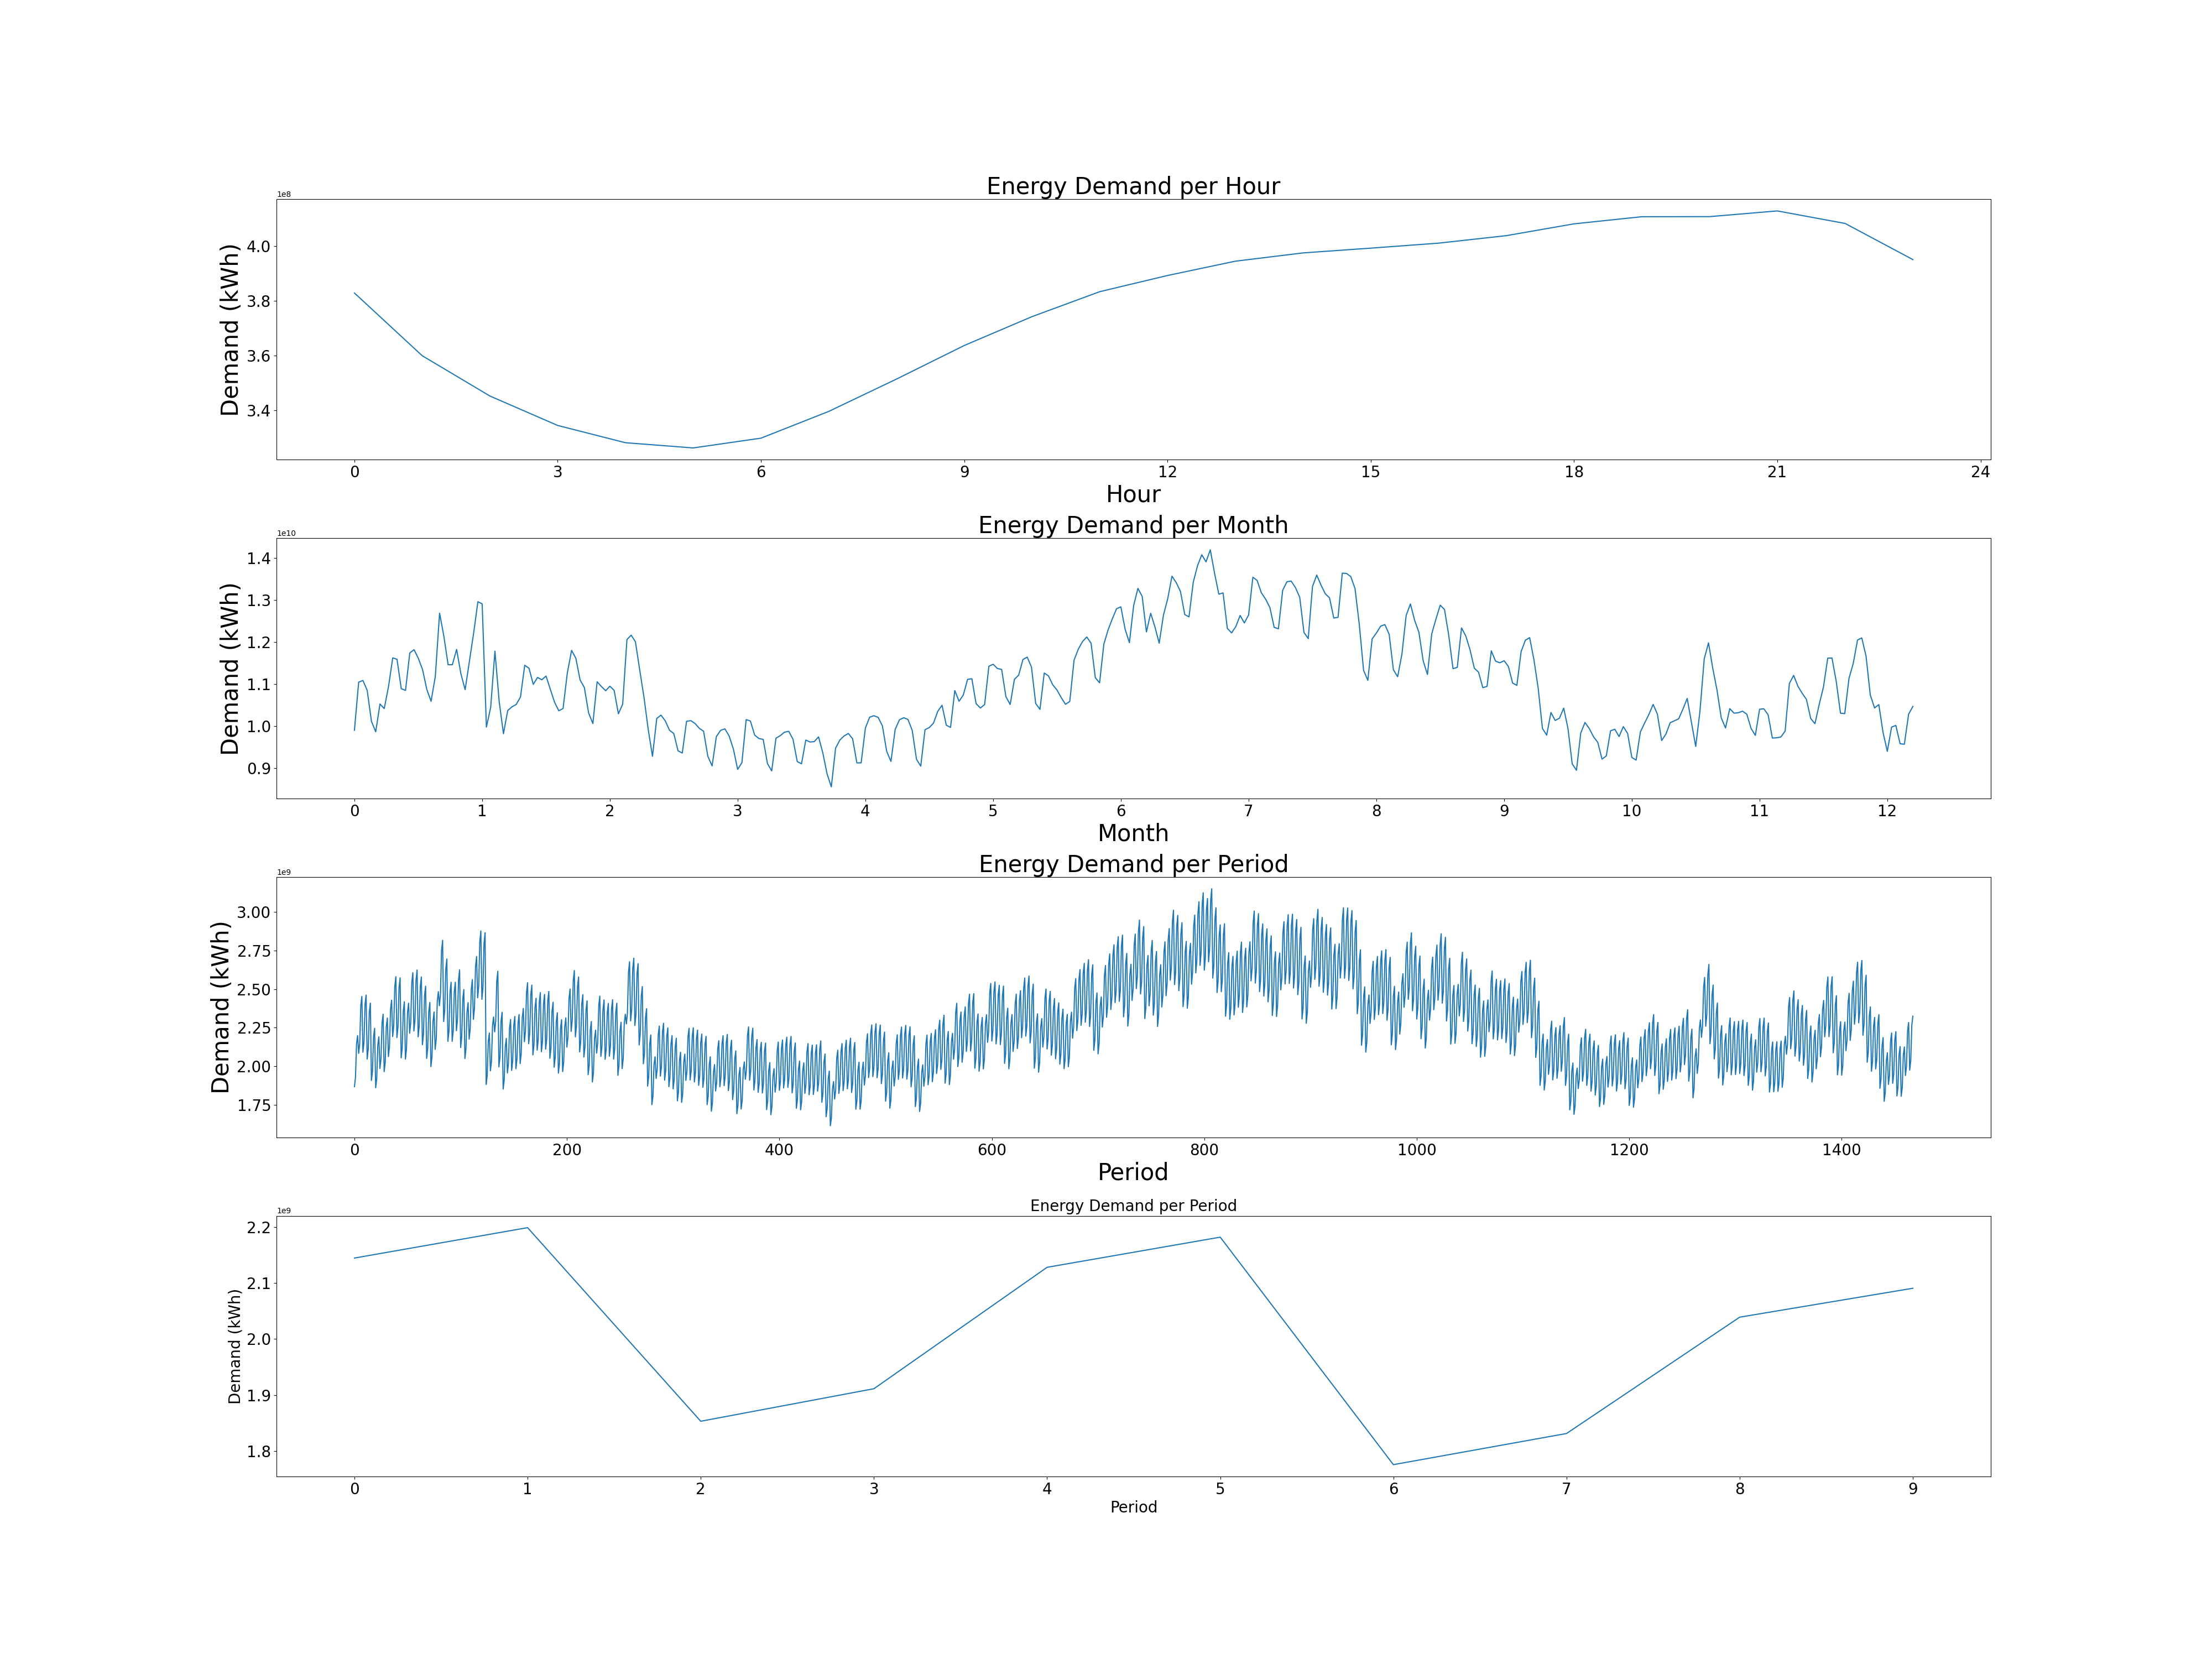 Energy Demand per Hour
1e8
Demand (kWh)
4.0
3.8
3.6
3.4
0 3 6 9 12 15 18 21 24
Hour
Energy Demand per Month
1e10
Demand (kWh)
1.4
1.3
1.2
1.1
1.0
0.9
0 1 2 3 4 5 6 7 8 9 10 11 12
Month
Energy Demand per Period
1e9
Demand (kWh)
3.00
2.75
2.50
2.25
2.00
1.75
0 200 400 600 800 1000 1200 1400
Period
Energy Demand per Period
1e9
Demand (kWh)
2.2
2.1
2.0
1.9
1.8
0 1 2 3 4 5 6 7 8 9
Period